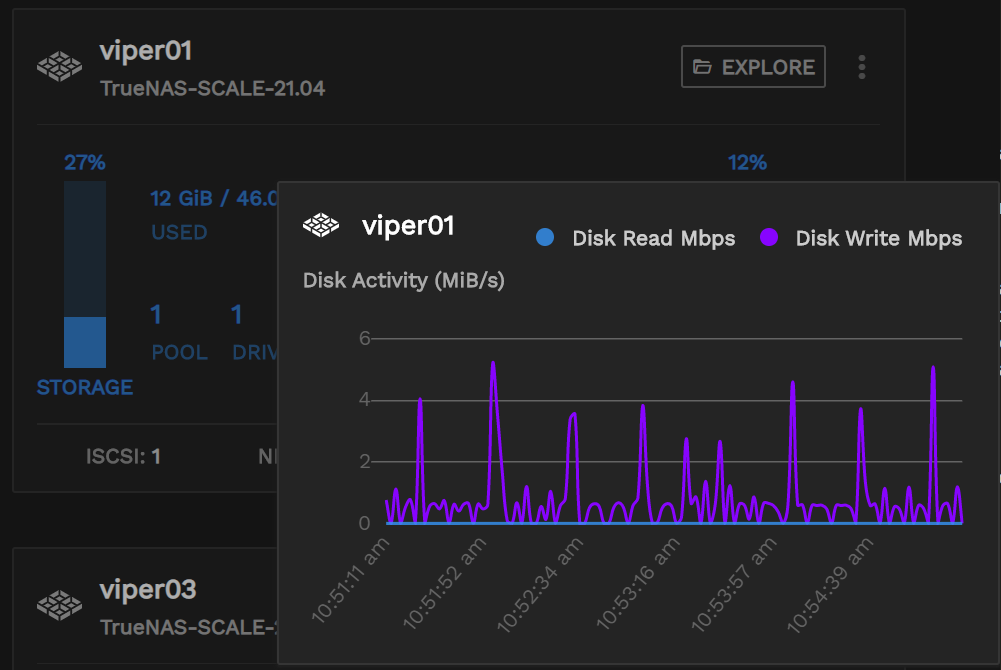 viper01
TrueNAS-SCALE-21.04
EXPLORE
27%
12%
12 GiB / 46.0
USED
1
1
POOL
STORAGE
ISCSI: 1
viper01
Disk Read Mbps
Disk Write Mbps
Disk Activity (MiB/s)
6
4
2
0
10:51:11 am
10:51:52 am
10:52:34 am
10:53:16 am
10:53:57 am
10:54:39 am
viper03
TrueNAS-SCALE-